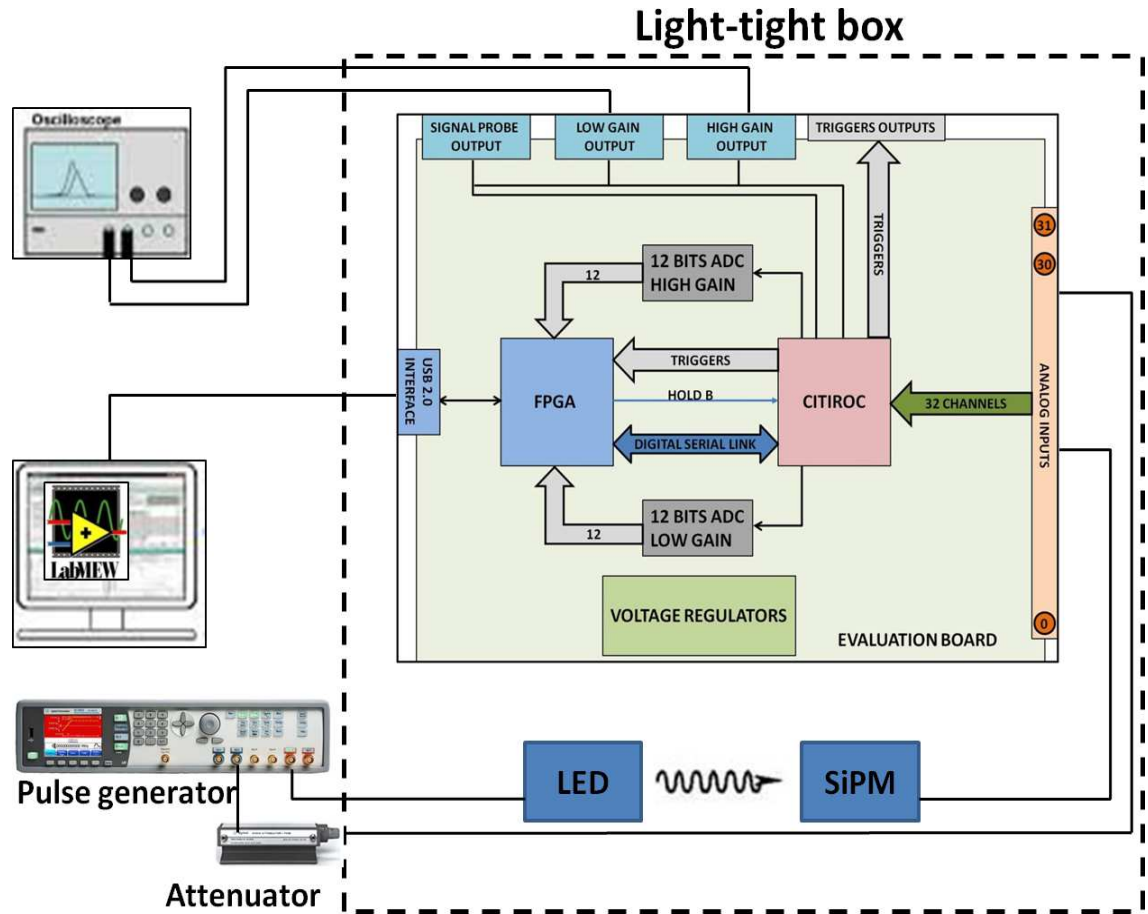 Light-tight box
Oscilloscope
SIGNAL PROBE
OUTPUT
LOW GAIN
OUTPUT
HIGH GAIN
OUTPUT
TRIGGERS OUTPUTS
TRIGGERS
31
30
12 BITS ADC
HIGH GAIN
12
USB 2.0
INTERFACE
FPGA
TRIGGERS
HOLD B
DIGITAL SERIAL LINK
CITIROC
32 CHANNELS
ANALOG INPUTS
12 BITS ADC
LOW GAIN
12
LabMEW
VOLTAGE REGULATORS
0
EVALUATION BOARD
LED
SiPM
Pulse generator
Attenuator